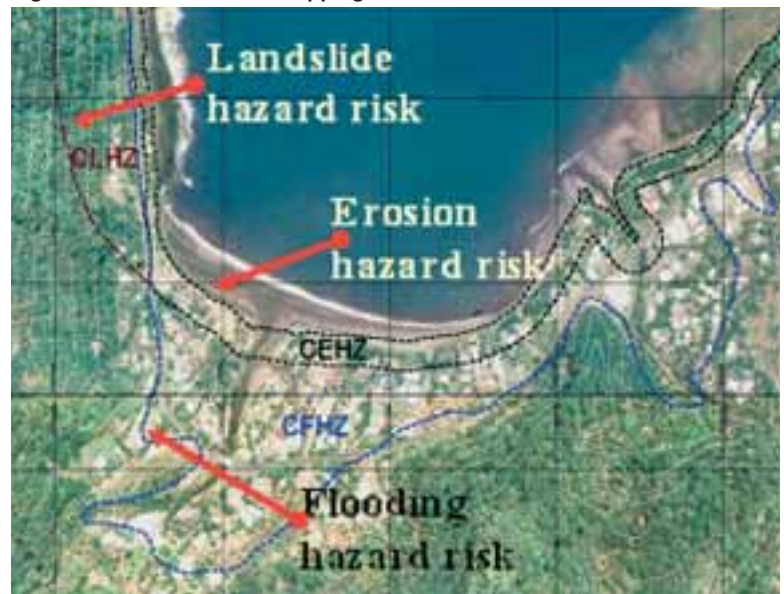 Landslide
hazard risk
CLHZ
Erosion
hazard risk
CEHZ
CFHZ
Flooding
hazard risk